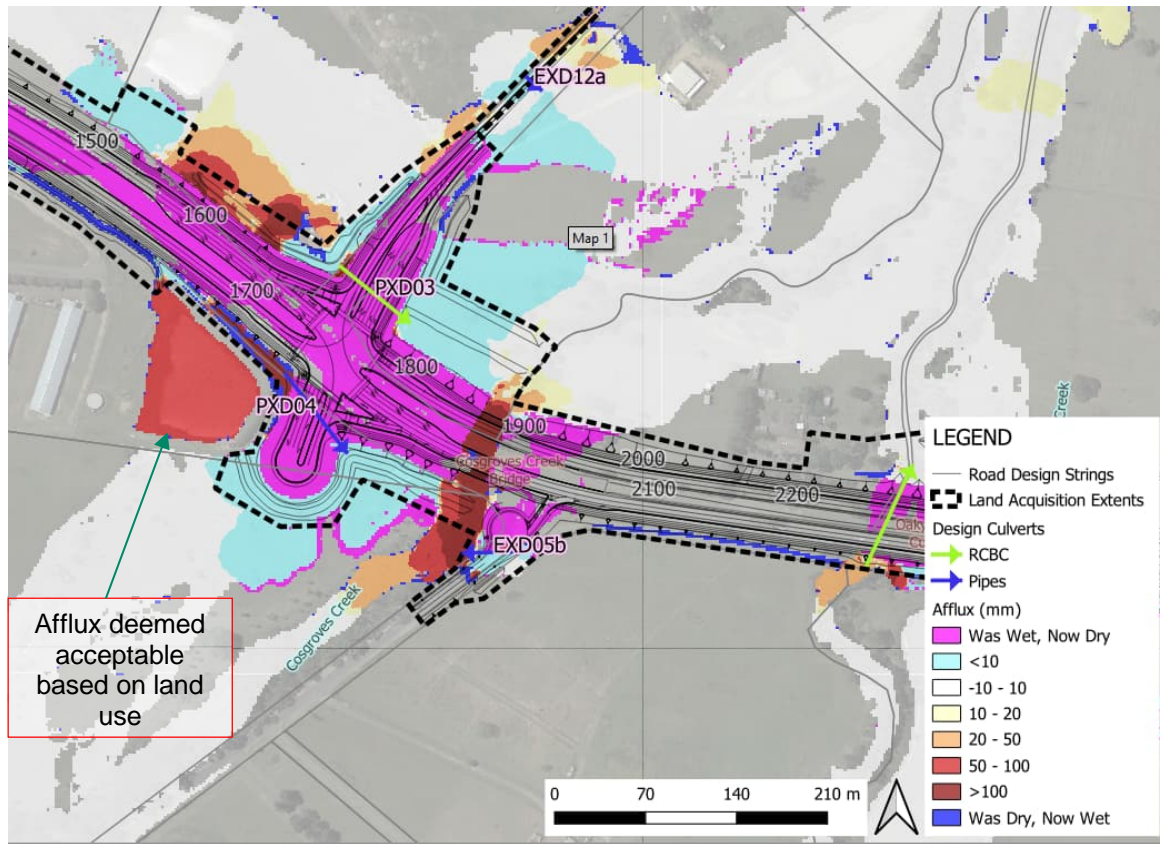 EXD12a
1500
1600
Map 1
PXD03
1700
1800
PXD04
1900
Cosgroves Creek
Bridge
2000
2100
2200
EXD05b
Creek
Cosgroves Creek
Afflux deemed
acceptable
based on land
use
LEGEND
Road Design Strings
Land Acquisition Extents
Design Culverts
RCBC
Pipes
Afflux (mm)
Was Wet, Now Dry
<10
-10 - 10
10 - 20
20 - 50
50 - 100
>100
Was Dry, Now Wet
0 70 140 210 m